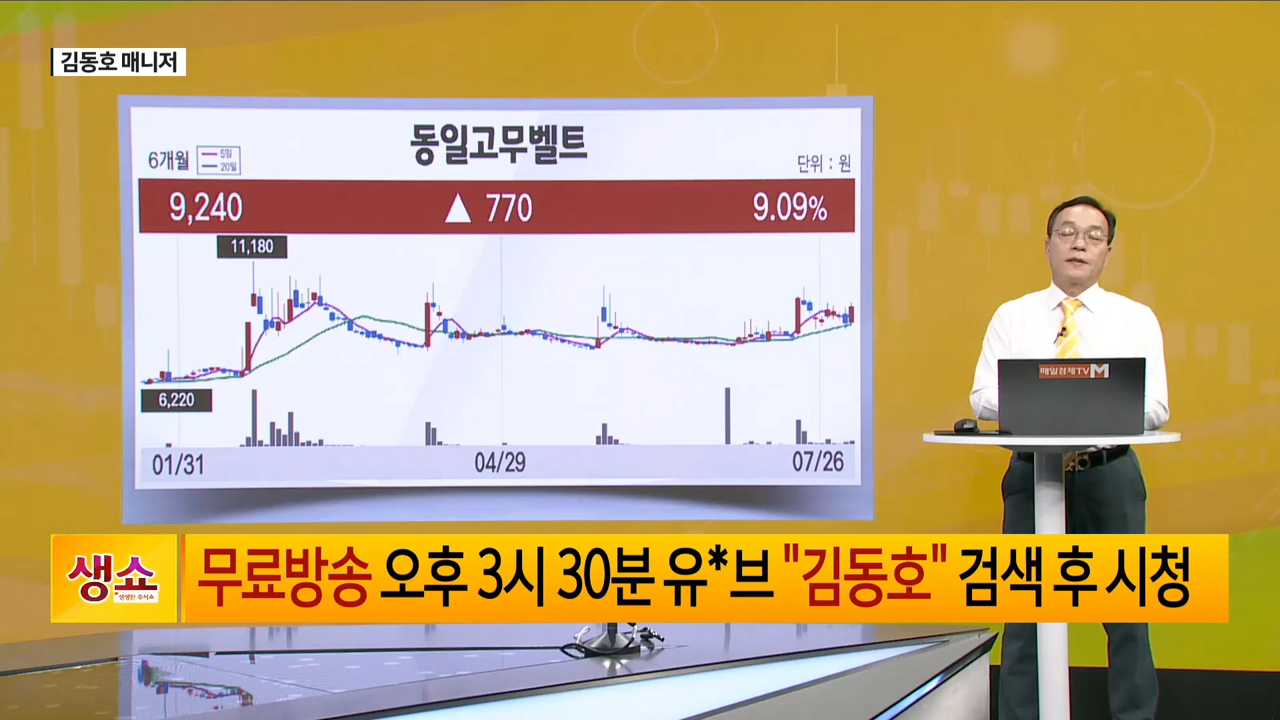 김동호 매니저
동일고무벨트
6개월
5일
20일
단위 : 원
9,240 ▲ 770 9.09%
11,180
6,220
01/31 04/29 07/26
매일경제TV M
생쇼
생생한 주식쇼
무료방송 오후 3시 30분 유*브 "김동호" 검색 후 시청